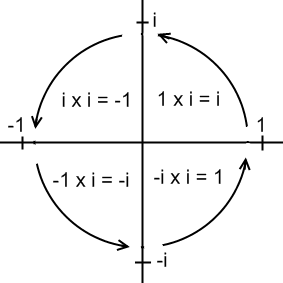 i
i x i = -1
1 x i = i
-1
1
-1 x i = -i
-i x i = 1
-i